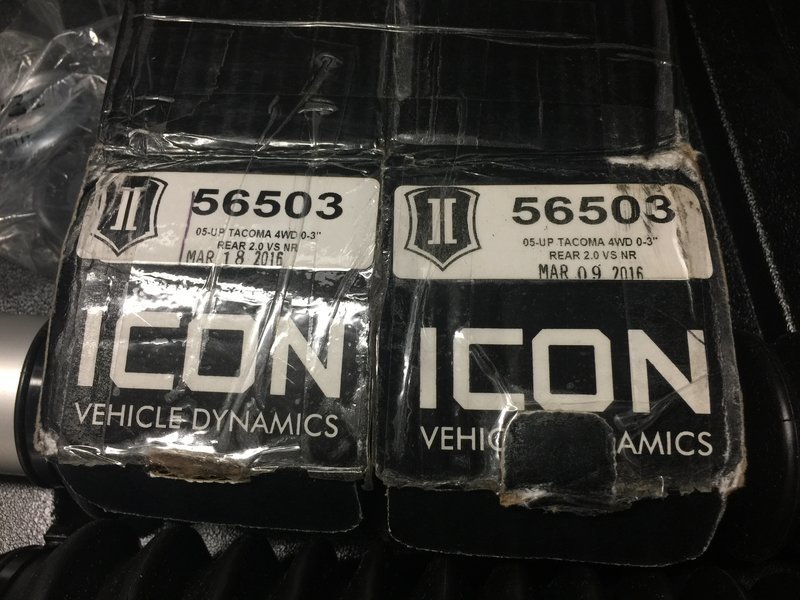 56503
05-UP TACOMA 4WD 0-3"
REAR 2.0 VS NR
MAR 18 2016
ICON
VEHICLE DYNAMICS
56503
05-UP TACOMA 4WD 0-3"
REAR 2.0 VS NR
MAR 09 2016
ICON
VEHIC AMICS